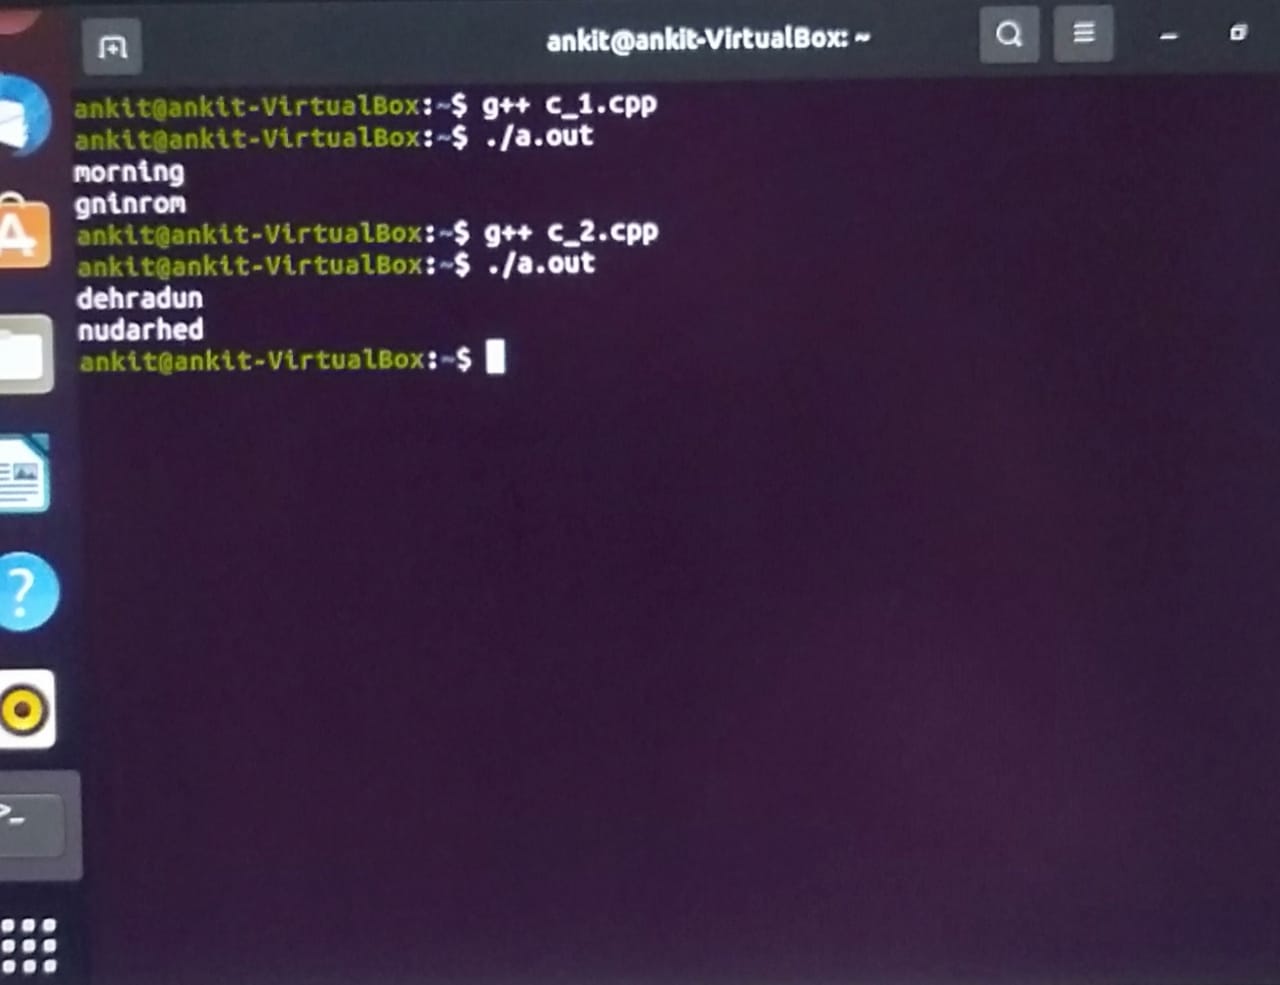 ankit@ankit-VirtualBox: ~
ankit@ankit-VirtualBox:~$ g++ c_1.cpp
ankit@ankit-VirtualBox:~$ ./a.out
morning
gninrom
ankit@ankit-VirtualBox:~$ g++ c_2.cpp
ankit@ankit-VirtualBox:~$ ./a.out
dehradun
nudarhed
ankit@ankit-VirtualBox:~$